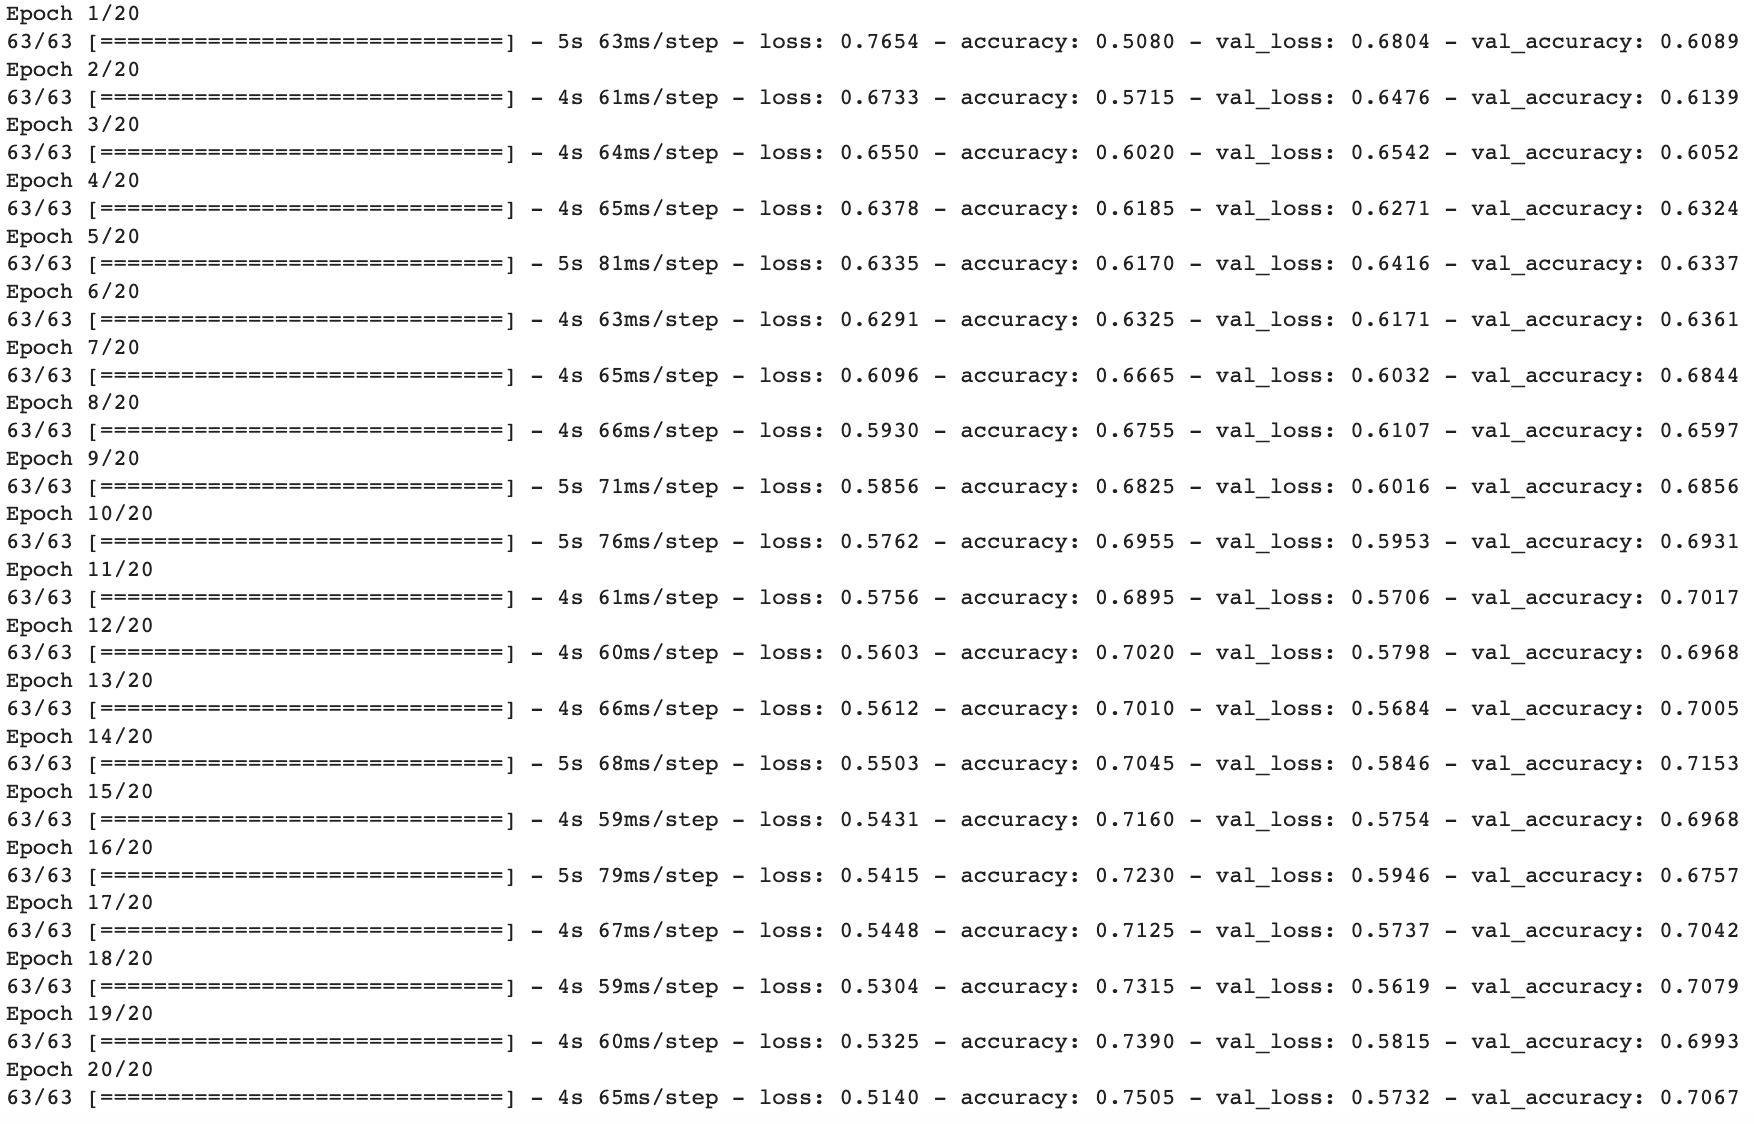 Epoch 1/20
63/63 [==============================] - 5s 63ms/step - loss: 0.7654 - accuracy: 0.5080 - val_loss: 0.6804 - val_accuracy: 0.6089
Epoch 2/20
63/63 [==============================] - 4s 61ms/step - loss: 0.6733 - accuracy: 0.5715 - val_loss: 0.6476 - val_accuracy: 0.6139
Epoch 3/20
63/63 [==============================] - 4s 64ms/step - loss: 0.6550 - accuracy: 0.6020 - val_loss: 0.6542 - val_accuracy: 0.6052
Epoch 4/20
63/63 [==============================] - 4s 65ms/step - loss: 0.6378 - accuracy: 0.6185 - val_loss: 0.6271 - val_accuracy: 0.6324
Epoch 5/20
63/63 [==============================] - 5s 81ms/step - loss: 0.6335 - accuracy: 0.6170 - val_loss: 0.6416 - val_accuracy: 0.6337
Epoch 6/20
63/63 [==============================] - 4s 63ms/step - loss: 0.6291 - accuracy: 0.6325 - val_loss: 0.6171 - val_accuracy: 0.6361
Epoch 7/20
63/63 [==============================] - 4s 65ms/step - loss: 0.6096 - accuracy: 0.6665 - val_loss: 0.6032 - val_accuracy: 0.6844
Epoch 8/20
63/63 [==============================] - 4s 66ms/step - loss: 0.5930 - accuracy: 0.6755 - val_loss: 0.6107 - val_accuracy: 0.6597
Epoch 9/20
63/63 [==============================] - 5s 71ms/step - loss: 0.5856 - accuracy: 0.6825 - val_loss: 0.6016 - val_accuracy: 0.6856
Epoch 10/20
63/63 [==============================] - 5s 76ms/step - loss: 0.5762 - accuracy: 0.6955 - val_loss: 0.5953 - val_accuracy: 0.6931
Epoch 11/20
63/63 [==============================] - 4s 61ms/step - loss: 0.5756 - accuracy: 0.6895 - val_loss: 0.5706 - val_accuracy: 0.7017
Epoch 12/20
63/63 [==============================] - 4s 60ms/step - loss: 0.5603 - accuracy: 0.7020 - val_loss: 0.5798 - val_accuracy: 0.6968
Epoch 13/20
63/63 [==============================] - 4s 66ms/step - loss: 0.5612 - accuracy: 0.7010 - val_loss: 0.5684 - val_accuracy: 0.7005
Epoch 14/20
63/63 [==============================] - 5s 68ms/step - loss: 0.5503 - accuracy: 0.7045 - val_loss: 0.5846 - val_accuracy: 0.7153
Epoch 15/20
63/63 [==============================] - 4s 59ms/step - loss: 0.5431 - accuracy: 0.7160 - val_loss: 0.5754 - val_accuracy: 0.6968
Epoch 16/20
63/63 [==============================] - 5s 79ms/step - loss: 0.5415 - accuracy: 0.7230 - val_loss: 0.5946 - val_accuracy: 0.6757
Epoch 17/20
63/63 [==============================] - 4s 67ms/step - loss: 0.5448 - accuracy: 0.7125 - val_loss: 0.5737 - val_accuracy: 0.7042
Epoch 18/20
63/63 [==============================] - 4s 59ms/step - loss: 0.5304 - accuracy: 0.7315 - val_loss: 0.5619 - val_accuracy: 0.7079
Epoch 19/20
63/63 [==============================] - 4s 60ms/step - loss: 0.5325 - accuracy: 0.7390 - val_loss: 0.5815 - val_accuracy: 0.6993
Epoch 20/20
63/63 [==============================] - 4s 65ms/step - loss: 0.5140 - accuracy: 0.7505 - val_loss: 0.5732 - val_accuracy: 0.7067